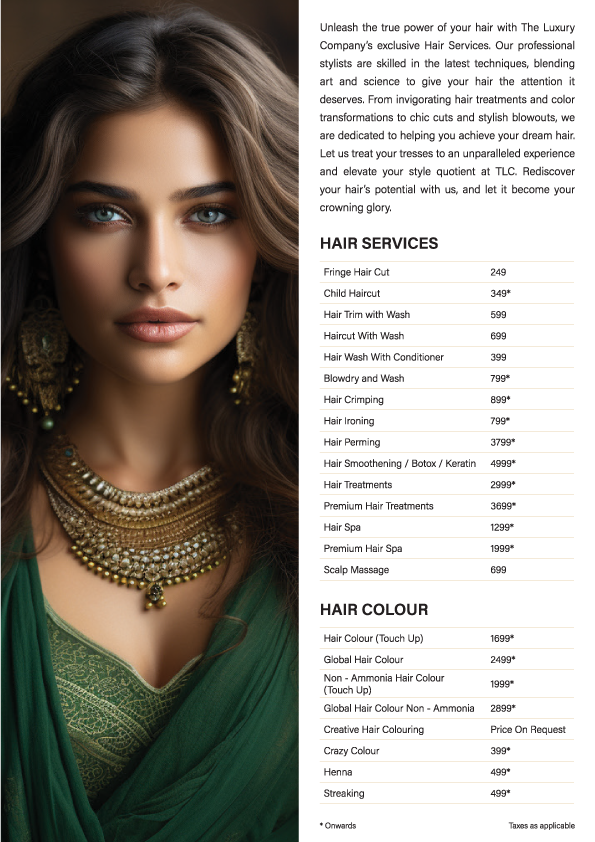 Unleash the true power of your hair with The Luxury
Company's exclusive Hair Services. Our professional
stylists are skilled in the latest techniques, blending
art and science to give your hair the attention it
deserves. From invigorating hair treatments and color
transformations to chic cuts and stylish blowouts, we
are dedicated to helping you achieve your dream hair.
Let us treat your tresses to an unparalleled experience
and elevate your style quotient at TLC. Rediscover
your hair's potential with us, and let it become your
crowning glory.
HAIR SERVICES
Fringe Hair Cut 249
Child Haircut 349*
Hair Trim with Wash 599
Haircut With Wash 699
Hair Wash With Conditioner 399
Blowdry and Wash 799*
Hair Crimping 899*
Hair Ironing 799*
Hair Perming 3799*
Hair Smoothening / Botox / Keratin 4999*
Hair Treatments 2999*
Premium Hair Treatments 3699*
Hair Spa 1299*
Premium Hair Spa 1999*
Scalp Massage 699
HAIR COLOUR
Hair Colour (Touch Up) 1699*
Global Hair Colour 2499*
Non - Ammonia Hair Colour
(Touch Up) 1999*
Global Hair Colour Non - Ammonia 2899*
Creative Hair Colouring Price On Request
Crazy Colour 399*
Henna 499*
Streaking 499*
* Onwards Taxes as applicable